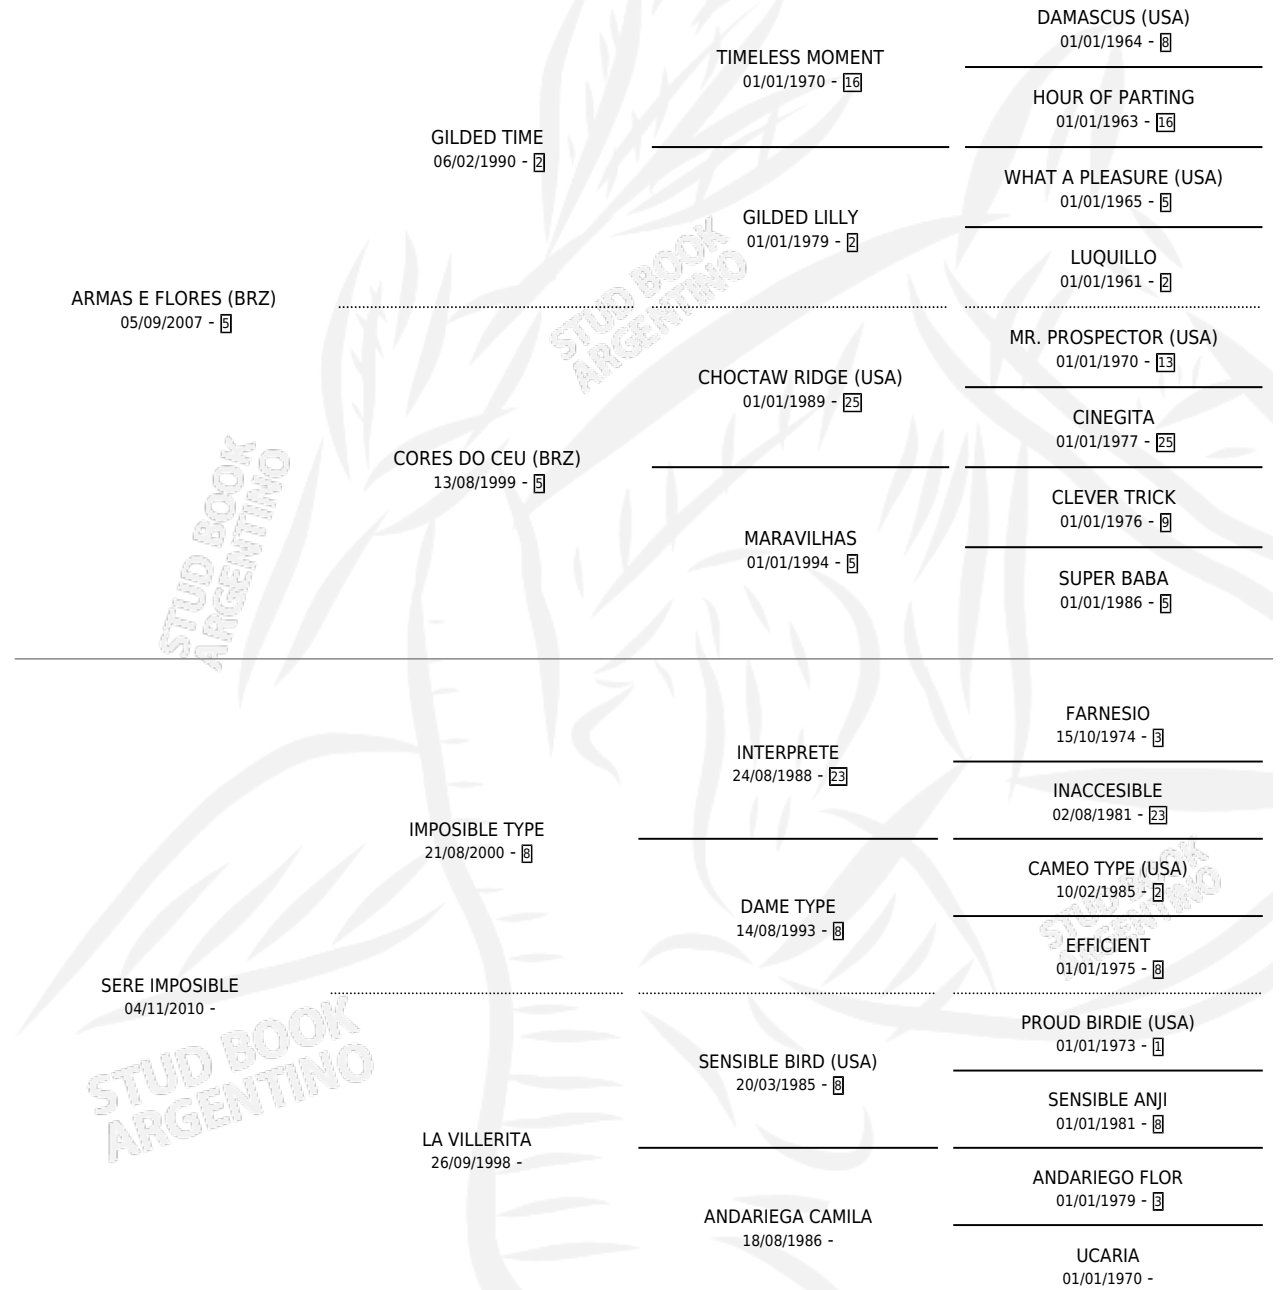 DAMASCUS (USA)
01/01/1964 - 8
TIMELESS MOMENT
01/01/1970 - 16
HOUR OF PARTING
01/01/1963 - 16
GILDED TIME
06/02/1990 - 2
WHAT A PLEASURE (USA)
01/01/1965 - 5
GILDED LILLY
01/01/1979 - 2
LUQUILLO
01/01/1961 - 2
ARMAS E FLORES (BRZ)
05/09/2007 - 5
MR. PROSPECTOR (USA)
01/01/1970 - 13
CHOCTAW RIDGE (USA)
01/01/1989 - 25
CINEGITA
01/01/1977 - 25
CORES DO CEU (BRZ)
13/08/1999 - 5
CLEVER TRICK
01/01/1976 - 9
MARAVILHAS
01/01/1994 - 5
SUPER BABA
01/01/1986 - 5
FARNESIO
15/10/1974 - 3
INTERPRETE
24/08/1988 - 23
INACCESIBLE
02/08/1981 - 23
IMPOSIBLE TYPE
21/08/2000 - 8
CAMEO TYPE (USA)
10/02/1985 - 2
DAME TYPE
14/08/1993 - 8
EFFICIENT
01/01/1975 - 8
SERE IMPOSIBLE
04/11/2010 -
PROUD BIRDIE (USA)
01/01/1973 - 1
SENSIBLE BIRD (USA)
20/03/1985 - 8
SENSIBLE ANJI
01/01/1981 - 8
LA VILLERITA
26/09/1998 -
ANDARIEGO FLOR
01/01/1979 - 3
ANDARIEGA CAMILA
18/08/1986 -
UCARIA
01/01/1970 -
STUD BOOK
ARGENTINO
STUD BOOK
ARGENTINO
STUD BOOK
ARGENTINO
STUD BOOK
ARGENTINO